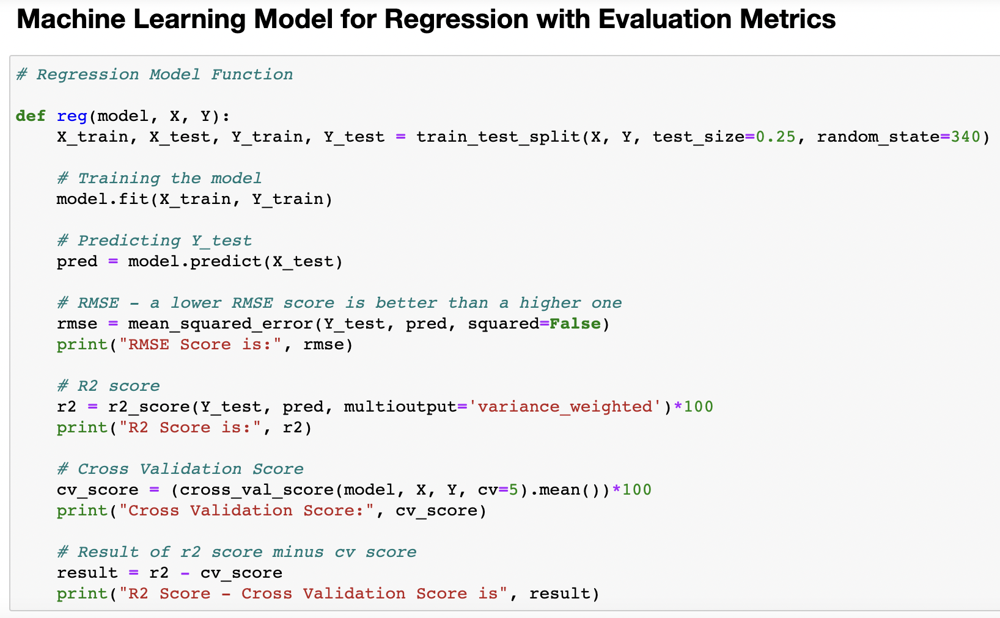 Machine Learning Model for Regression with Evaluation Metrics
# Regression Model Function
def reg(model, X, Y):
    X_train, X_test, Y_train, Y_test = train_test_split(X, Y, test_size=0.25, random_state=340)
    # Training the model
    model.fit(X_train, Y_train)
    # Predicting Y_test
    pred = model.predict(X_test)
    # RMSE - a lower RMSE score is better than a higher one
    rmse = mean_squared_error(Y_test, pred, squared=False)
    print("RMSE Score is:", rmse)
    # R2 score
    r2 = r2_score(Y_test, pred, multioutput='variance_weighted')*100
    print("R2 Score is:", r2)
    # Cross Validation Score
    cv_score = (cross_val_score(model, X, Y, cv=5).mean())*100
    print("Cross Validation Score:", cv_score)
    # Result of r2 score minus cv score
    result = r2 - cv_score
    print("R2 Score - Cross Validation Score is", result)